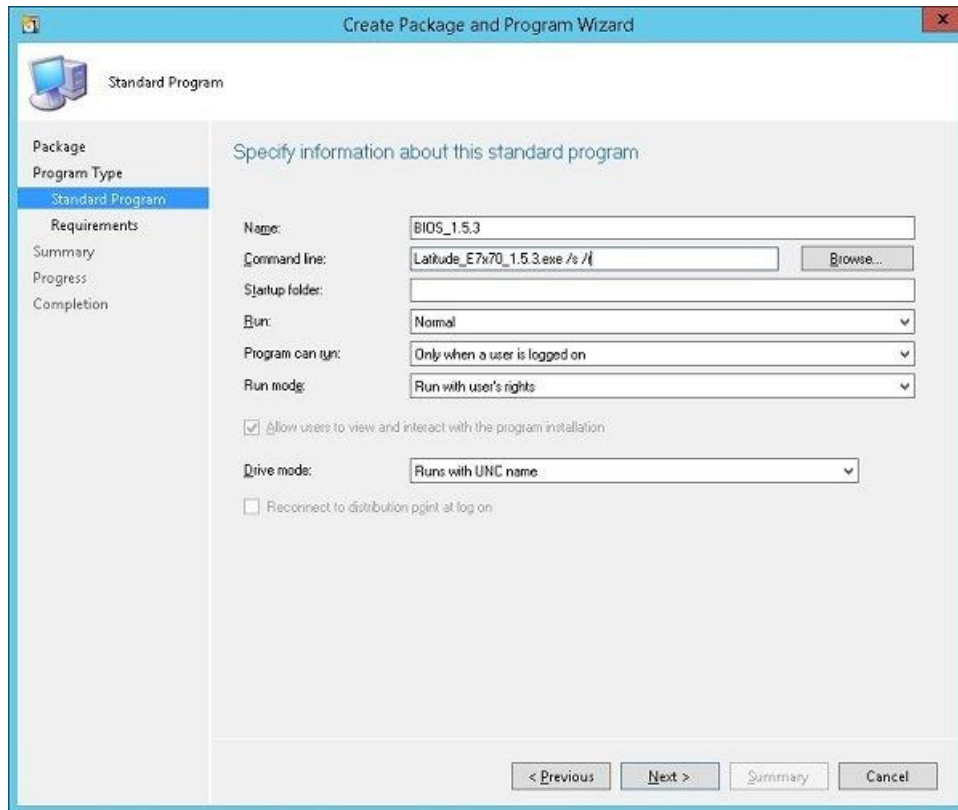 Create Package and Program Wizard
x
Standard Program
Package
Program Type
Standard Program
Requirements
Summary
Progress
Completion
Specify information about this standard program
Name:
BIOS_1.5.3
Command line:
Latitude_E7x70_1.5.3.exe /s /f
Browse...
Startup folder:
Run:
Normal
Program can run:
Only when a user is logged on
Run mode:
Run with user's rights
Allow users to view and interact with the program installation
Drive mode:
Runs with UNC name
Reconnect to distribution point at log on
< Previous
Next >
Summary
Cancel